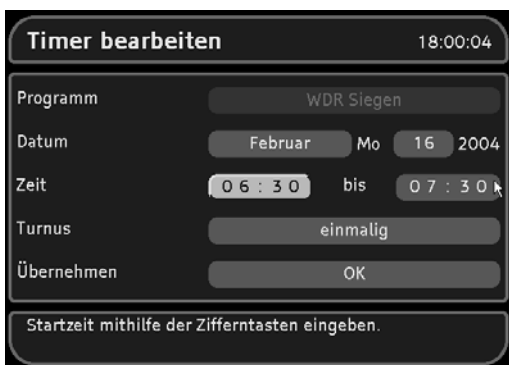 Timer bearbeiten 18:00:04
Programm WDR Siegen
Datum Februar Mo 16 2004
Zeit 06:30 bis 07:30
Turnus einmalig
Übernehmen OK
Startzeit mithilfe der Zifferntasten eingeben.